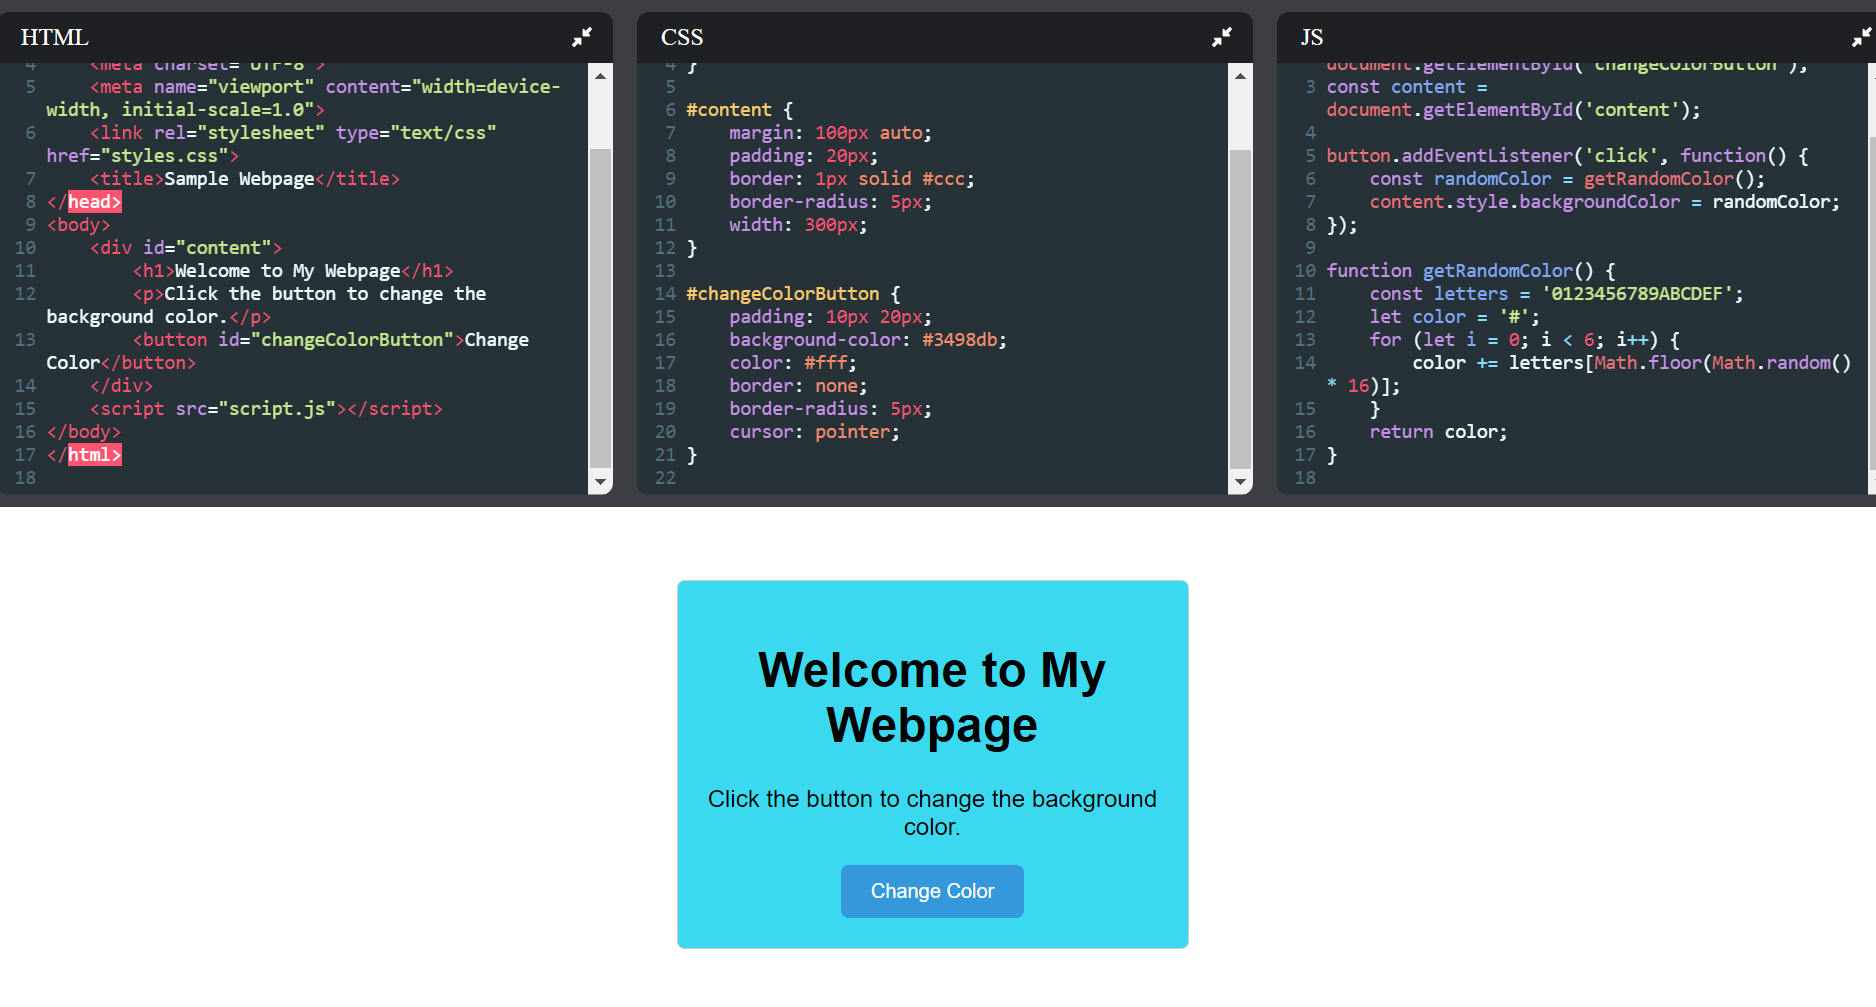 HTML
4     <meta charset="UTF-8">
5     <meta name="viewport" content="width=device-
width, initial-scale=1.0">
6     <link rel="stylesheet" type="text/css"
href="styles.css">
7     <title>Sample Webpage</title>
8 </head>
9 <body>
10     <div id="content">
11         <h1>Welcome to My Webpage</h1>
12         <p>Click the button to change the
background color.</p>
13         <button id="changeColorButton">Change
Color</button>
14     </div>
15     <script src="script.js"></script>
16 </body>
17 </html>
18
CSS
4 }
5
6 #content {
7     margin: 100px auto;
8     padding: 20px;
9     border: 1px solid #ccc;
10     border-radius: 5px;
11     width: 300px;
12 }
13
14 #changeColorButton {
15     padding: 10px 20px;
16     background-color: #3498db;
17     color: #fff;
18     border: none;
19     border-radius: 5px;
20     cursor: pointer;
21 }
22
JS
document.getElementById('changeColorButton');
3 const content =
document.getElementById('content');
4
5 button.addEventListener('click', function() {
6     const randomColor = getRandomColor();
7     content.style.backgroundColor = randomColor;
8 });
9
10 function getRandomColor() {
11     const letters = '0123456789ABCDEF';
12     let color = '#';
13     for (let i = 0; i < 6; i++) {
14         color += letters[Math.floor(Math.random()
* 16)];
15     }
16     return color;
17 }
18
Welcome to My
Webpage
Click the button to change the background
color.
Change Color